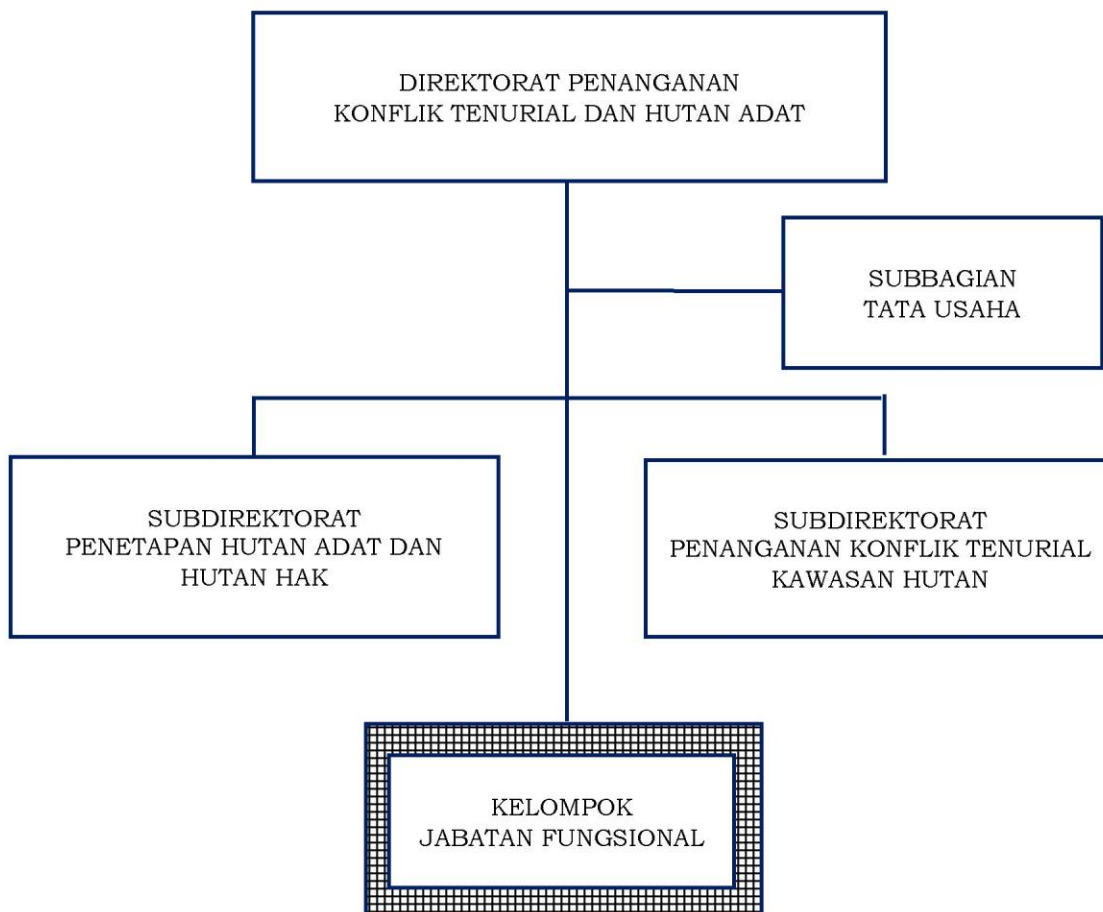 DIREKTORAT PENANGANAN
KONFLIK TENURIAL DAN HUTAN ADAT
SUBBAGIAN
TATA USAHA
SUBDIREKTORAT
PENETAPAN HUTAN ADAT DAN
HUTAN HAK
SUBDIREKTORAT
PENANGANAN KONFLIK TENURIAL
KAWASAN HUTAN
KELOMPOK
JABATAN FUNGSIONAL